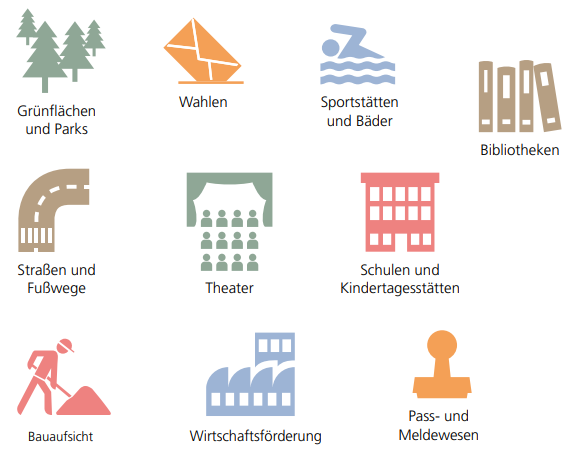 Grünflächen
und Parks
Wahlen
Sportstätten
und Bäder
Bibliotheken
Straßen und
Fußwege
Theater
Schulen und
Kindertagesstätten
Bauaufsicht
Wirtschaftsförderung
Pass- und
Meldewesen